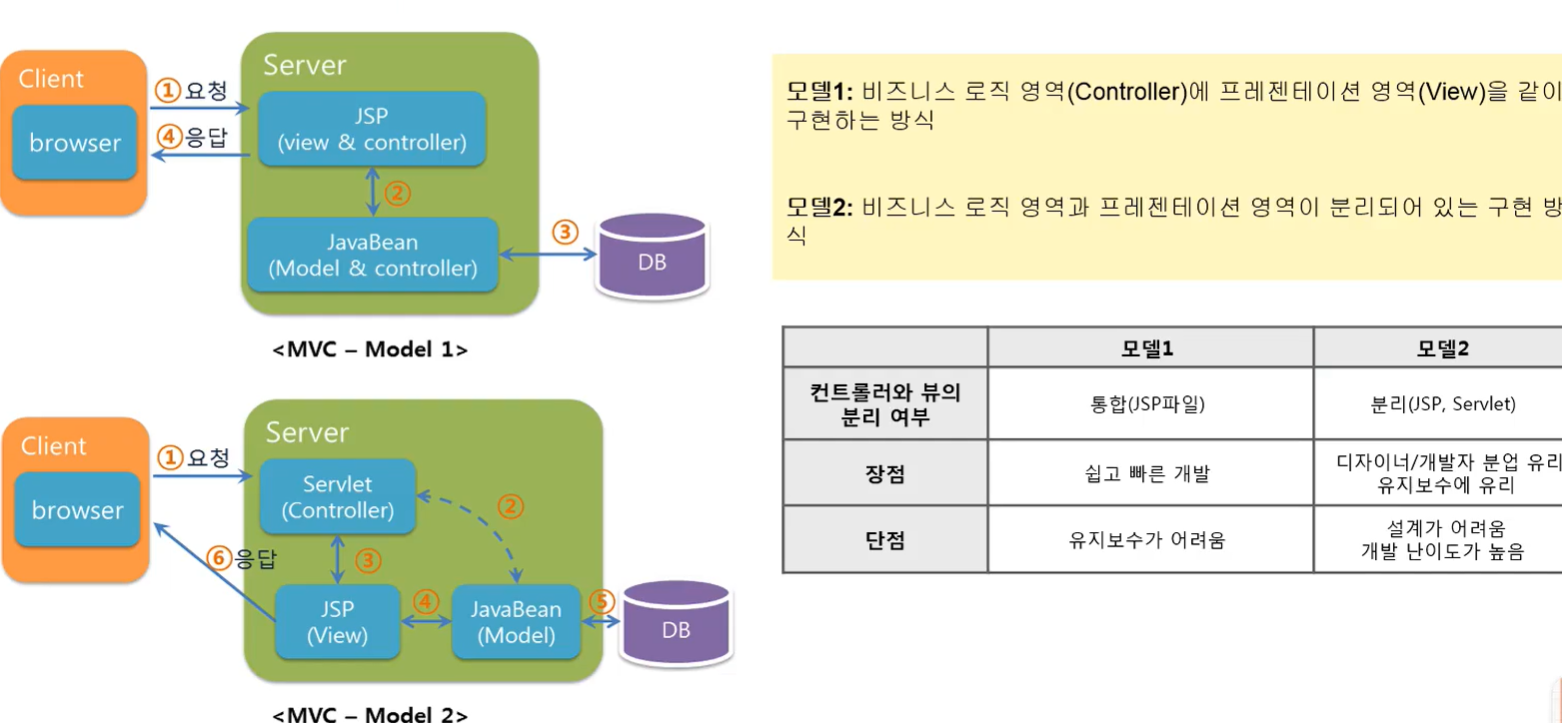 Client
browser
①요청
④응답
Server
JSP
(view & controller)
②
JavaBean
(Model & controller)
③
DB
<MVC – Model 1>
Client
browser
①요청
⑥응답
Server
Servlet
(Controller)
②
③
JSP
(View)
④
JavaBean
(Model)
⑤
DB
<MVC – Model 2>
모델1: 비즈니스 로직 영역(Controller)에 프레젠테이션 영역(View)을 같이
구현하는 방식
모델2: 비즈니스 로직 영역과 프레젠테이션 영역이 분리되어 있는 구현 방
식
모델1 모델2
컨트롤러와 뷰의
분리 여부
통합(JSP파일)
분리(JSP, Servlet)
장점
쉽고 빠른 개발
디자이너/개발자 분업 유리
유지보수에 유리
단점
유지보수가 어려움
설계가 어려움
개발 난이도가 높음